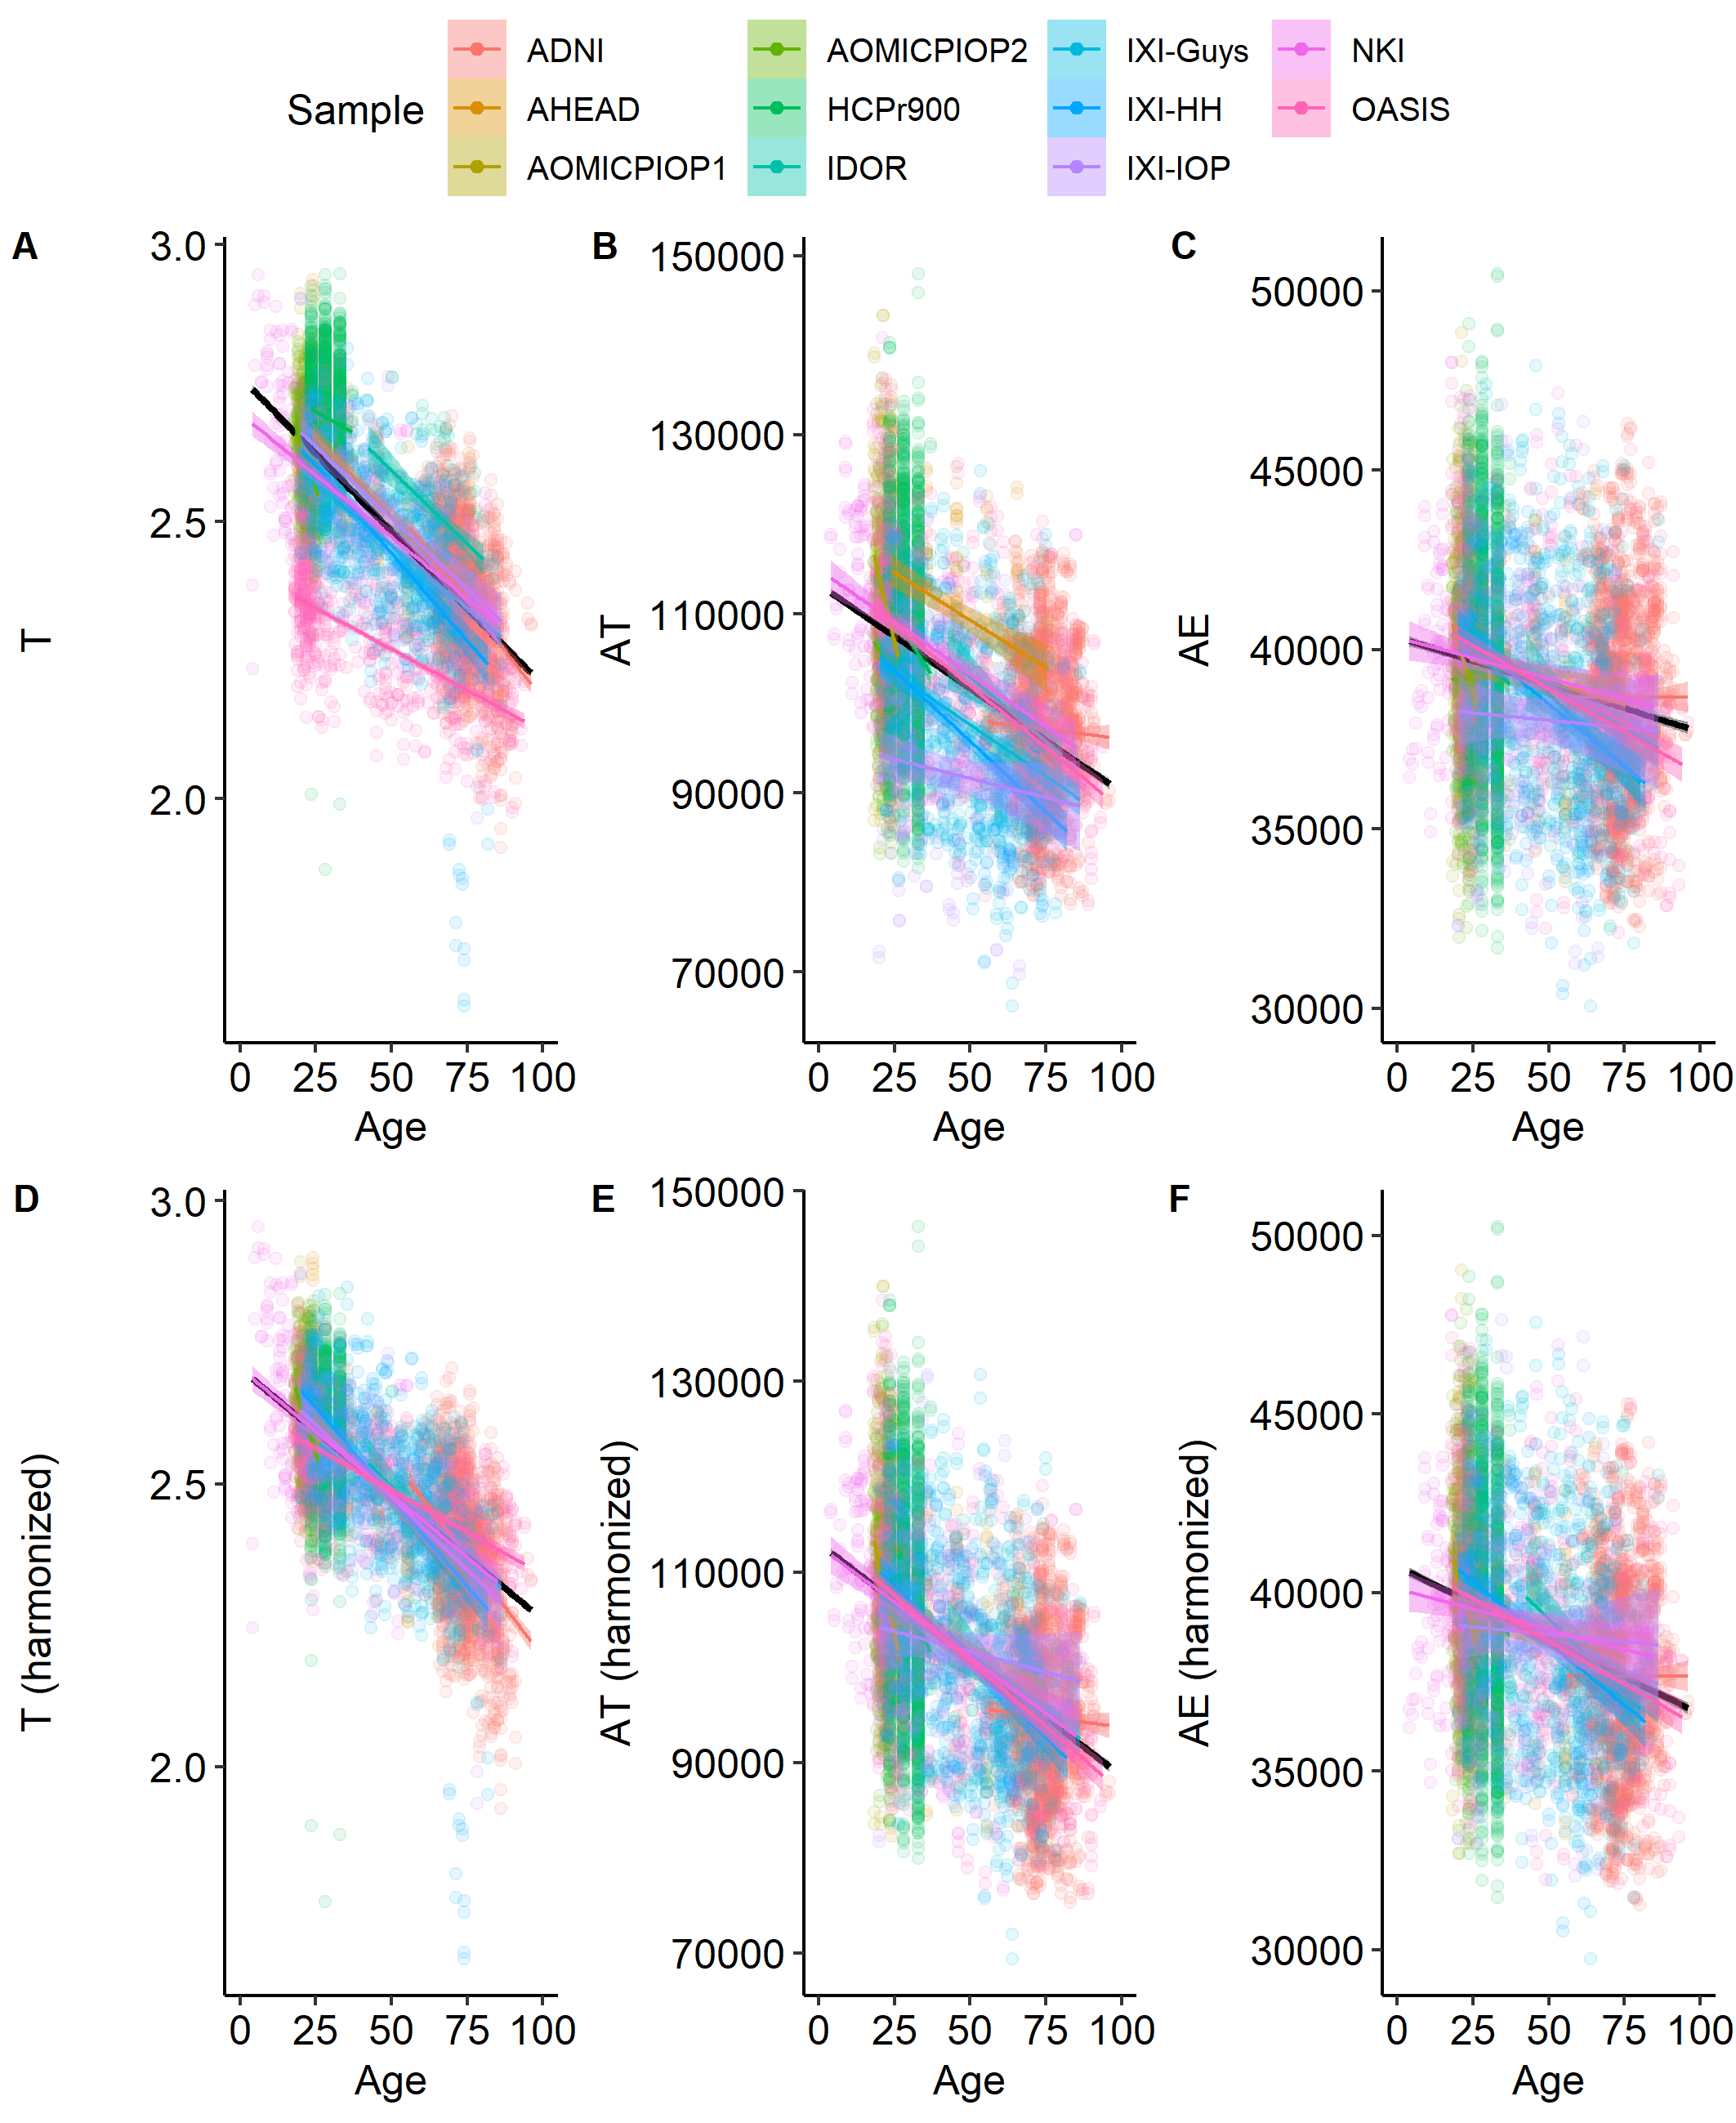 Sample
ADNI
AHEAD
AOMICPIOP1
AOMICPIOP2
HCPr900
IDOR
IXI-Guys
IXI-HH
IXI-IOP
NKI
OASIS
A
3.0
2.5
2.0
T
0 25 50 75 100
Age
B
150000
130000
110000
90000
70000
AT
0 25 50 75 100
Age
C
50000
45000
40000
35000
30000
AE
0 25 50 75 100
Age
D
3.0
2.5
2.0
T (harmonized)
0 25 50 75 100
Age
E
150000
130000
110000
90000
70000
AT (harmonized)
0 25 50 75 100
Age
F
50000
45000
40000
35000
30000
AE (harmonized)
0 25 50 75 100
Age